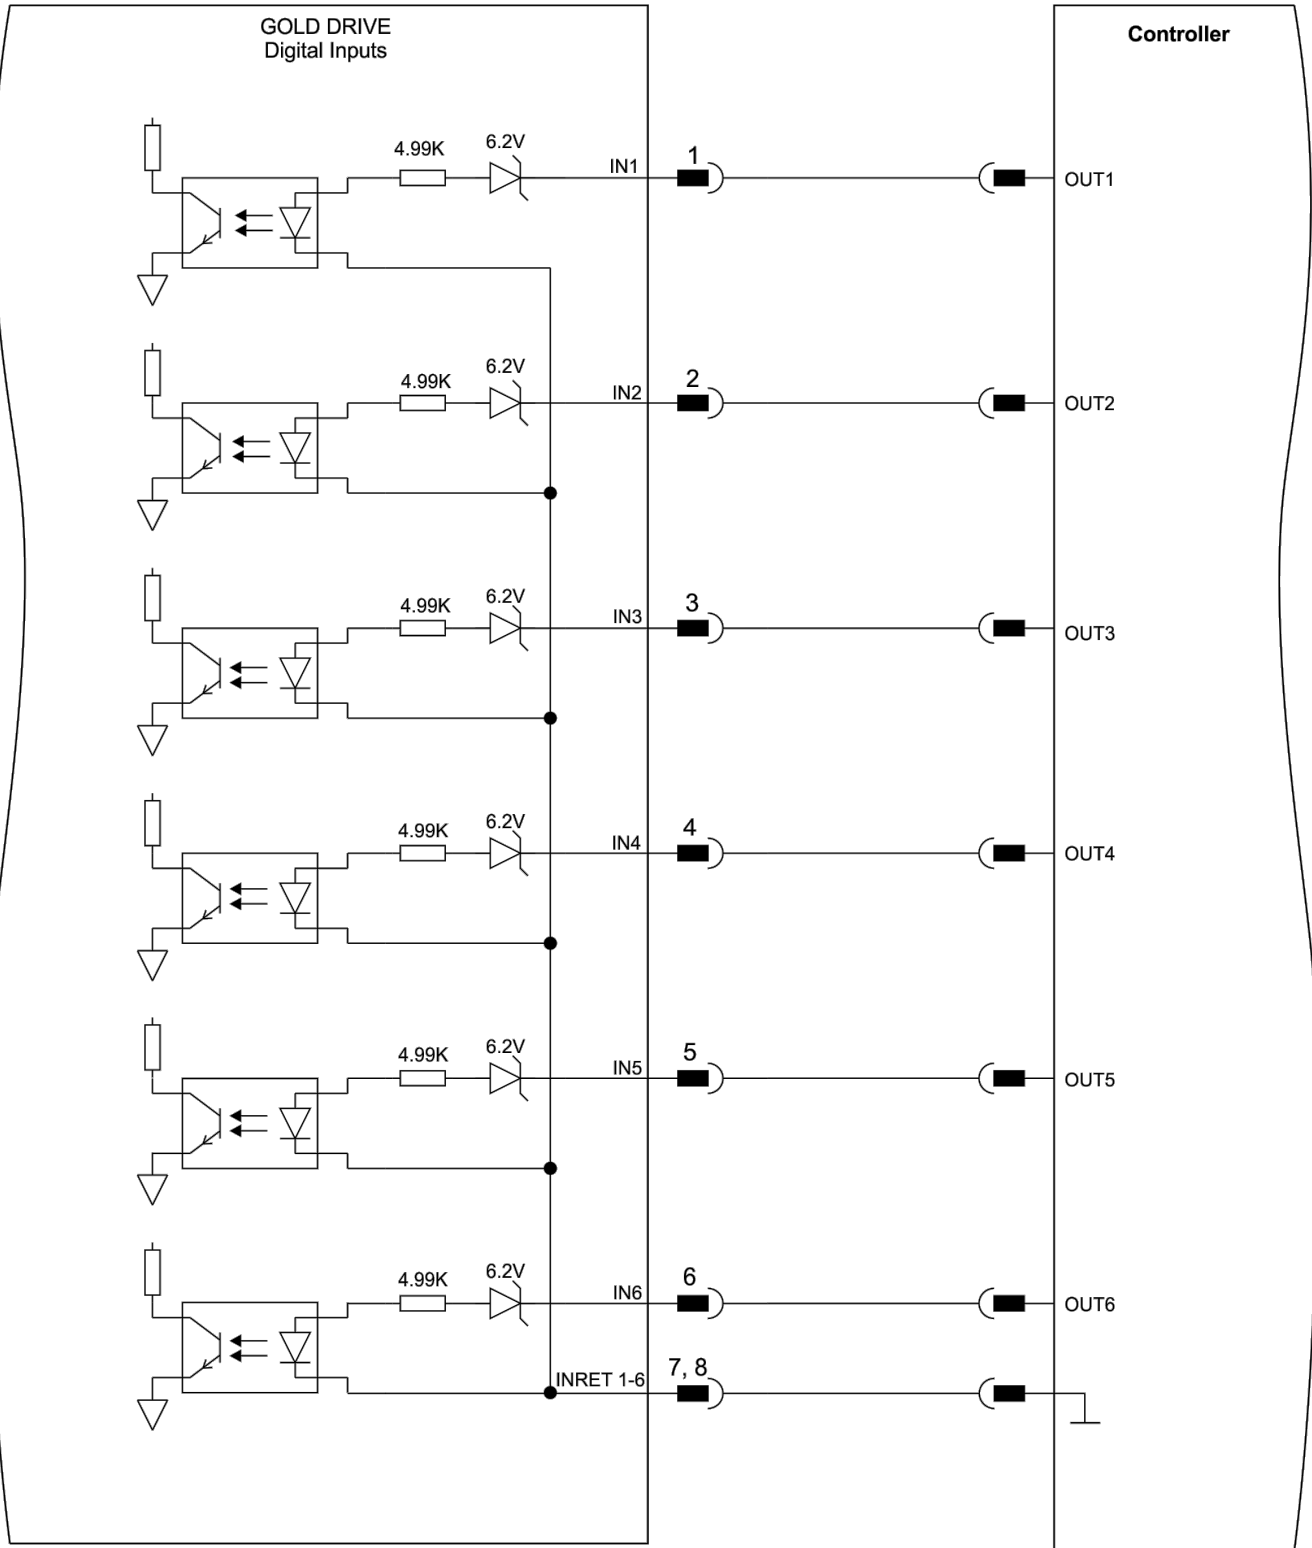 GOLD DRIVE
Digital Inputs
Controller
4.99K
6.2V
IN1
1
OUT1
4.99K
6.2V
IN2
2
OUT2
4.99K
6.2V
IN3
3
OUT3
4.99K
6.2V
IN4
4
OUT4
4.99K
6.2V
IN5
5
OUT5
4.99K
6.2V
IN6
6
OUT6
INRET 1-6
7, 8